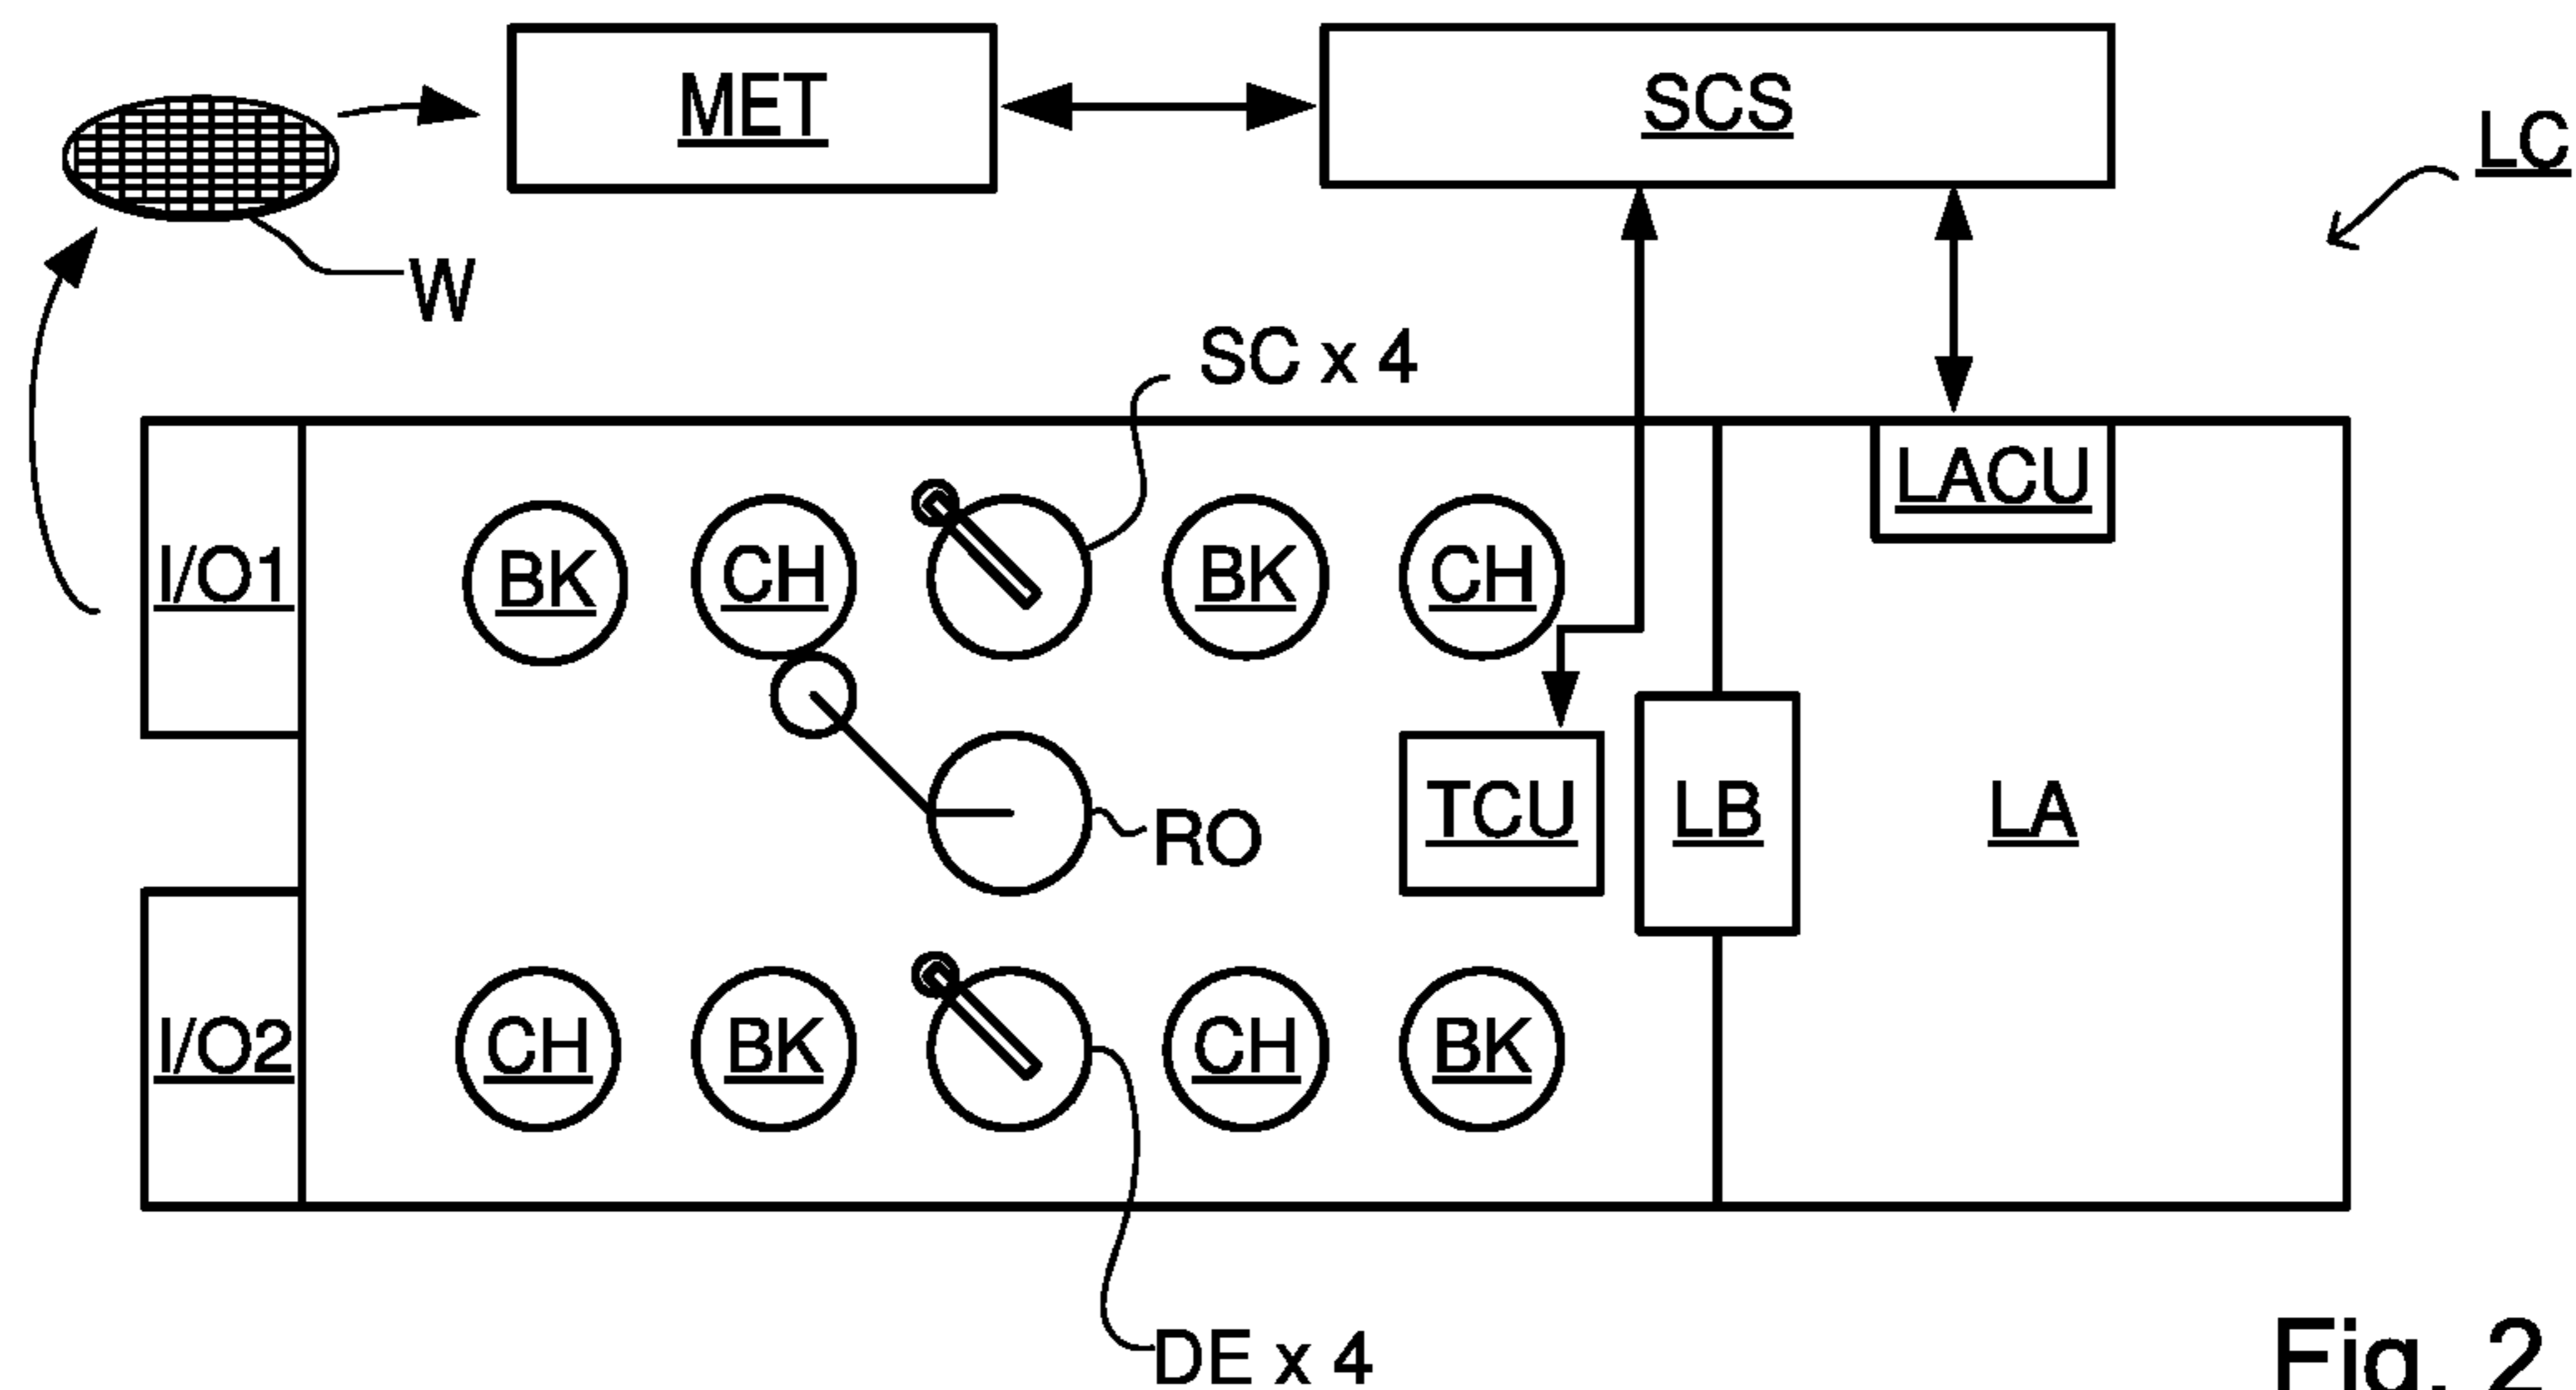 MET
SCS
LC
W
SC x 4
LACU
I/O1
BK
CH
BK
CH
TCU
LB
LA
RO
I/O2
CH
BK
CH
BK
DE x 4
Fig. 2